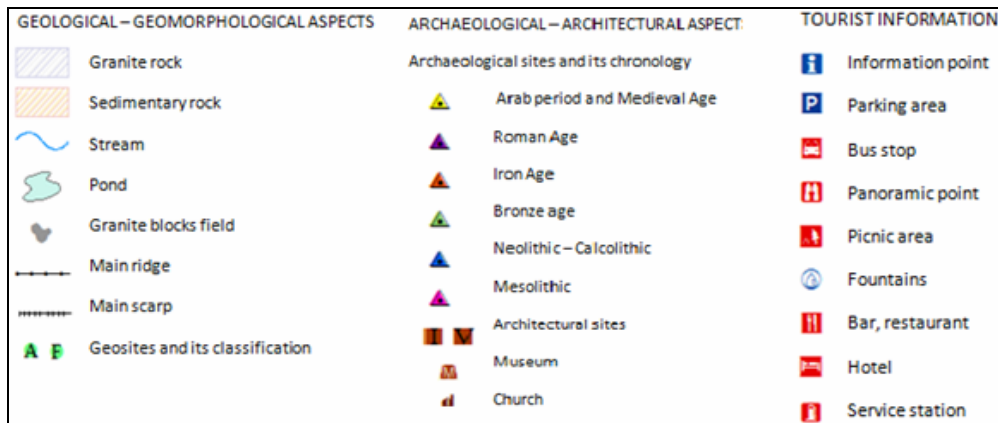 GEOLOGICAL – GEOMORPHOLOGICAL ASPECTS
Granite rock
Sedimentary rock
Stream
Pond
Granite blocks field
Main ridge
Main scarp
A F Geosites and its classification
ARCHAEOLOGICAL – ARCHITECTURAL ASPECT:
Archaeological sites and its chronology
Arab period and Medieval Age
Roman Age
Iron Age
Bronze age
Neolithic – Calcolithic
Mesolithic
I V Architectural sites
M Museum
Church
TOURIST INFORMATION
i Information point
P Parking area
Bus stop
Panoramic point
Picnic area
Fountains
Bar, restaurant
Hotel
Service station